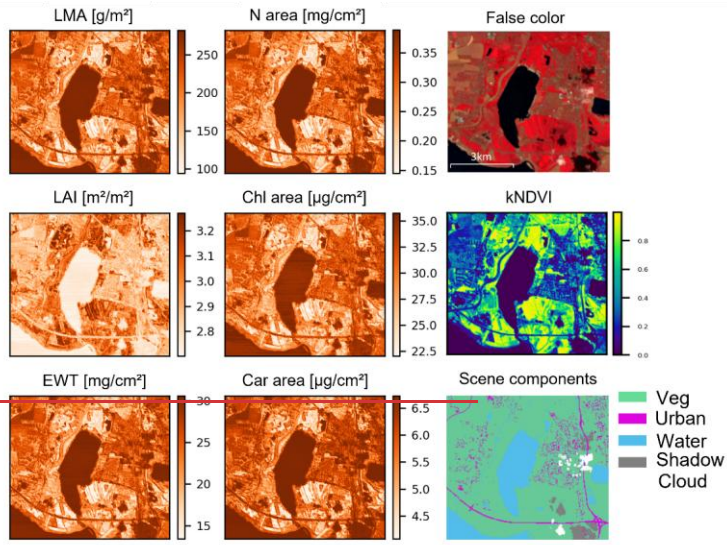 LMA [g/m²]
N area [mg/cm²]
False color
250
200
150
100
0.35
0.30
0.25
0.20
0.15
3km
LAI [m²/m²]
Chl area [µg/cm²]
kNDVI
3.2
3.1
3.0
2.9
2.8
35.0
32.5
30.0
27.5
25.0
22.5
0.8
0.6
0.4
0.2
0.0
EWT [mg/cm²]
Car area [µg/cm²]
Scene components
30
25
20
15
6.5
6.0
5.5
5.0
4.5
Veg
Urban
Water
Shadow
Cloud